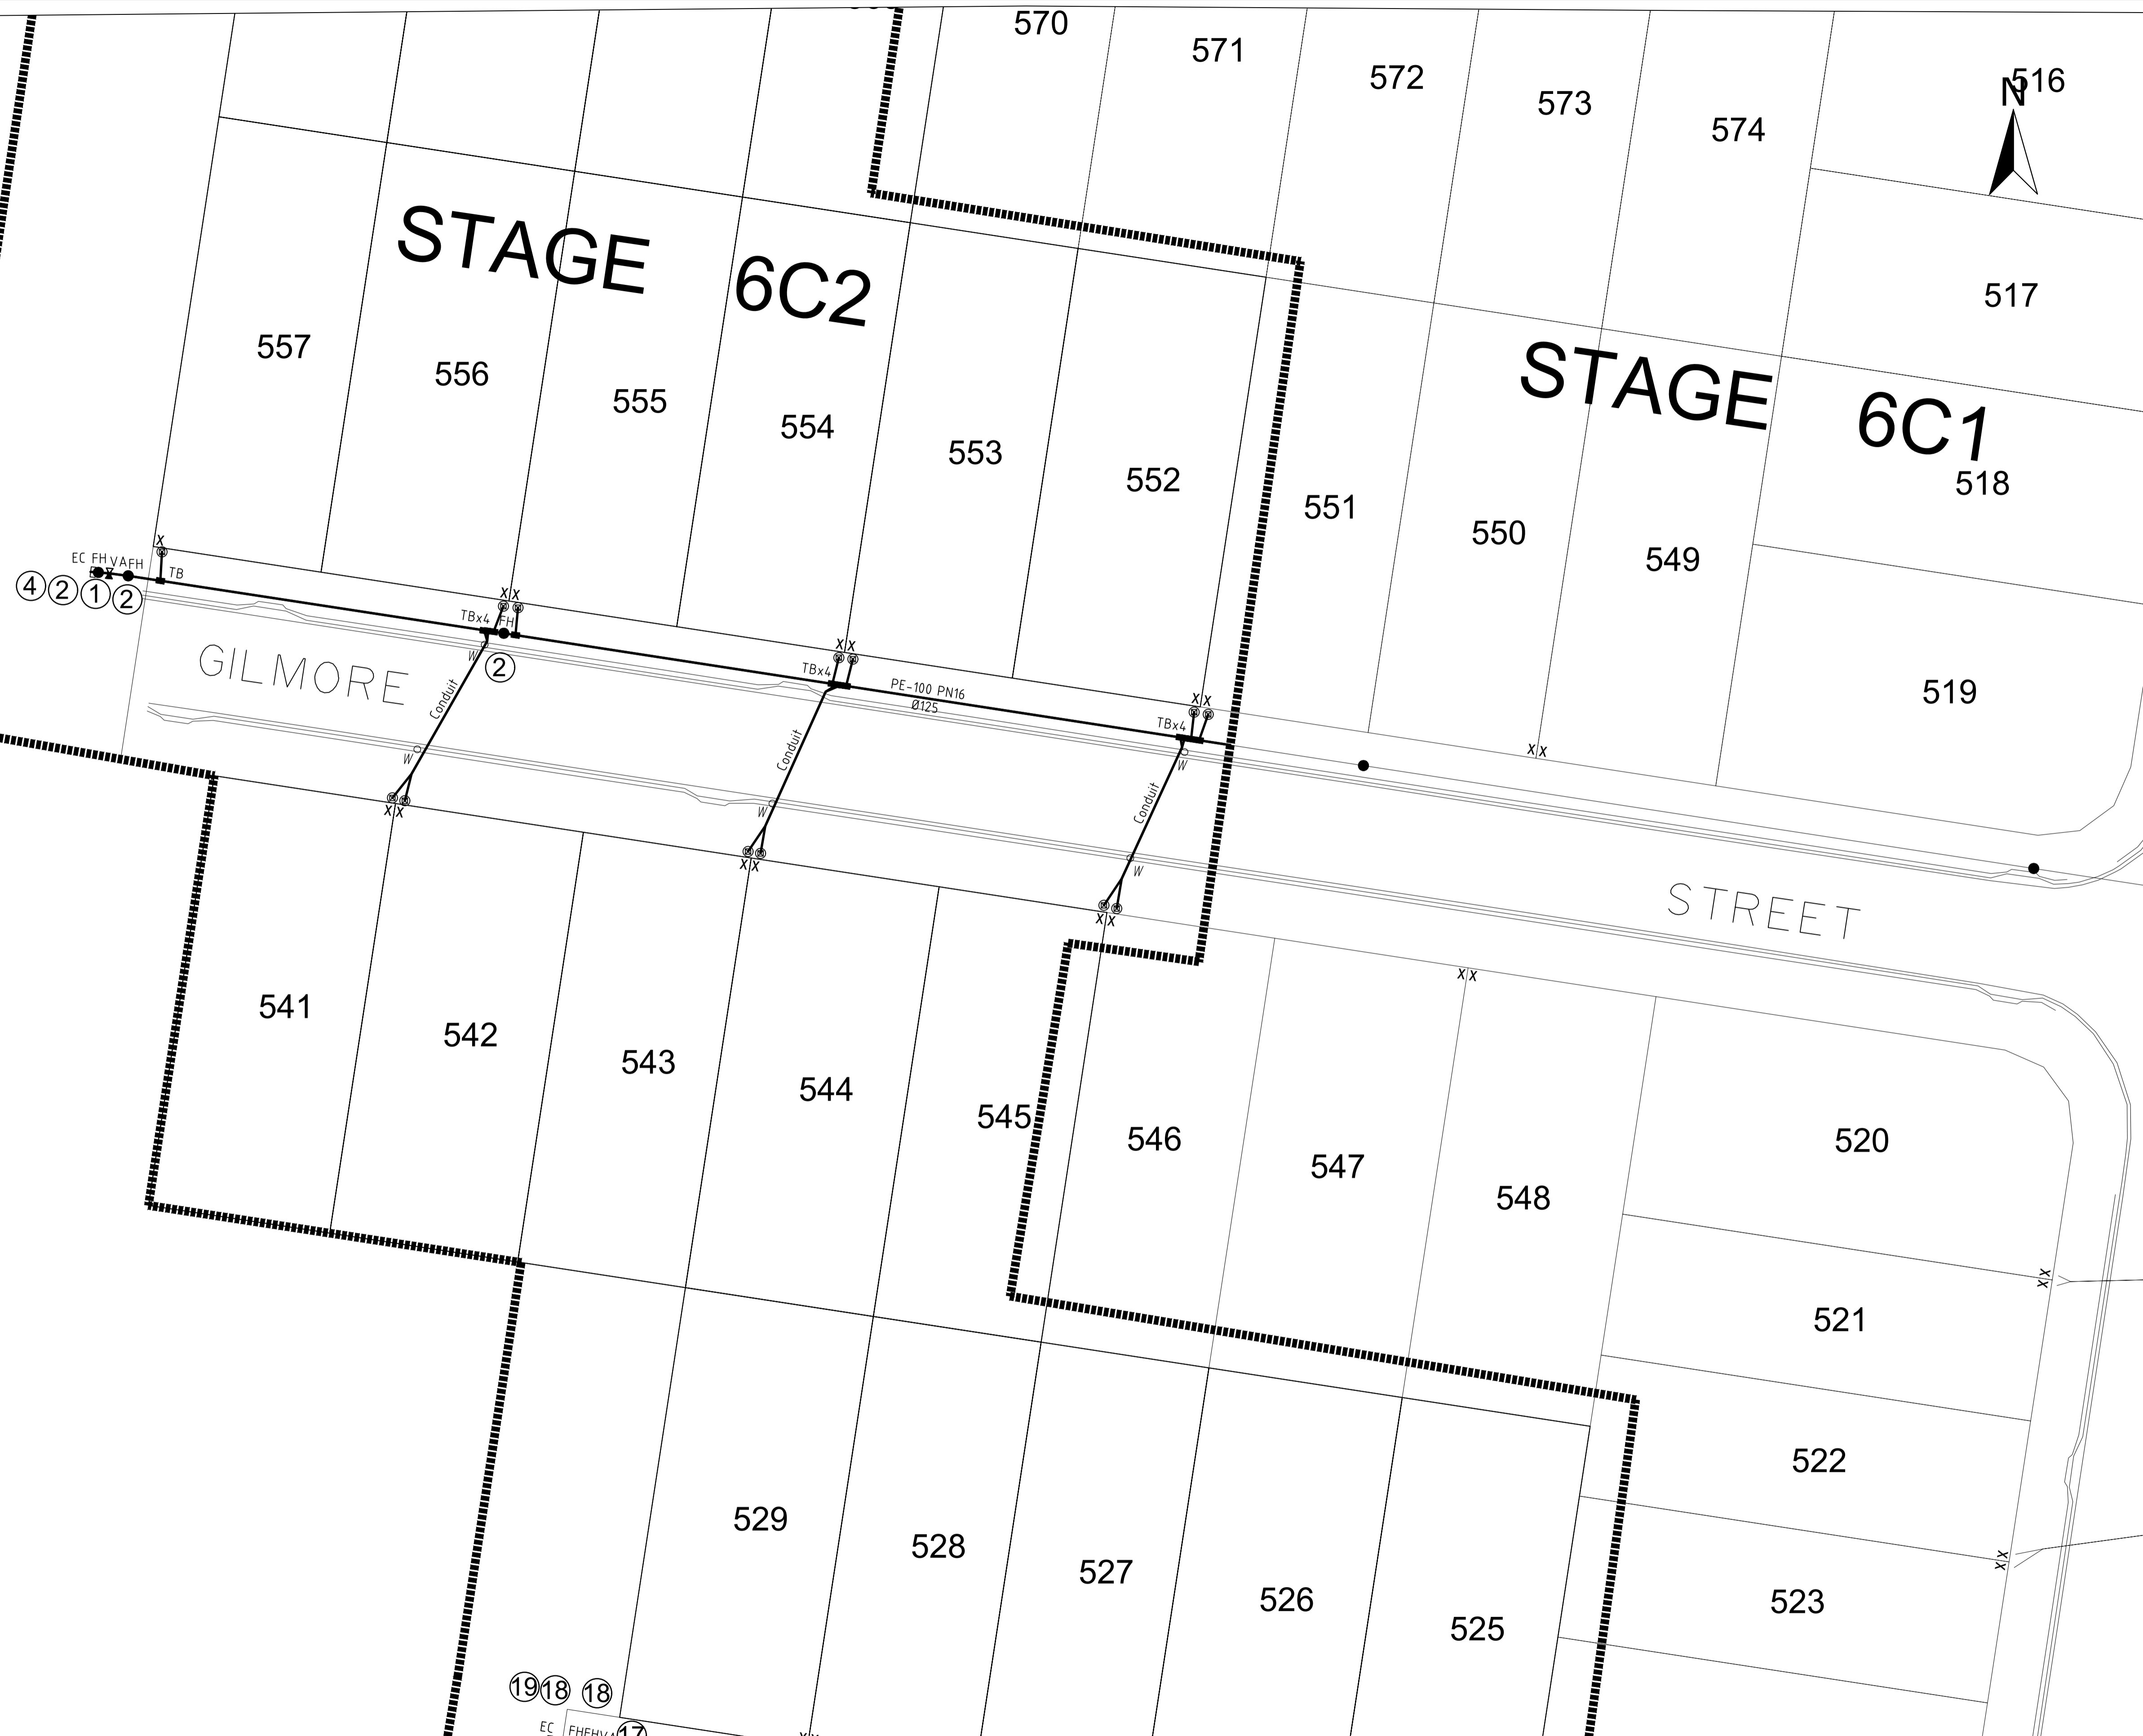 570
571
572
573
574
516
N
517
STAGE 6C2
STAGE 6C1
557
556
555
554
553
552
551
550
549
518
519
X
EC FH VA FH
TB
4 2 1 2
X X
TBx4
FH
W
2
X X
TBx4
PE-100 PN16
Ø125
X X
TBx4
W
X X
GILMORE
STREET
Conduit
Conduit
Conduit
W
W
W
X X
X X
X X
X X
541
542
543
544
545
546
547
548
520
521
522
523
X X
X X
529
528
527
526
525
19 18 18
EC
FHFHVA
17